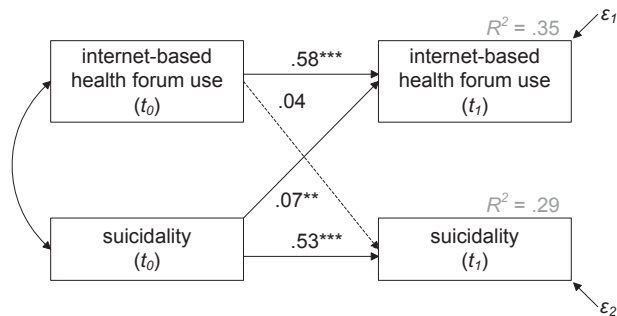 R² = .35
ε₁
internet-based
health forum use
(t₀)
.58***
internet-based
health forum use
(t₁)
.04
.07**
R² = .29
suicidality
(t₀)
.53***
suicidality
(t₁)
ε₂